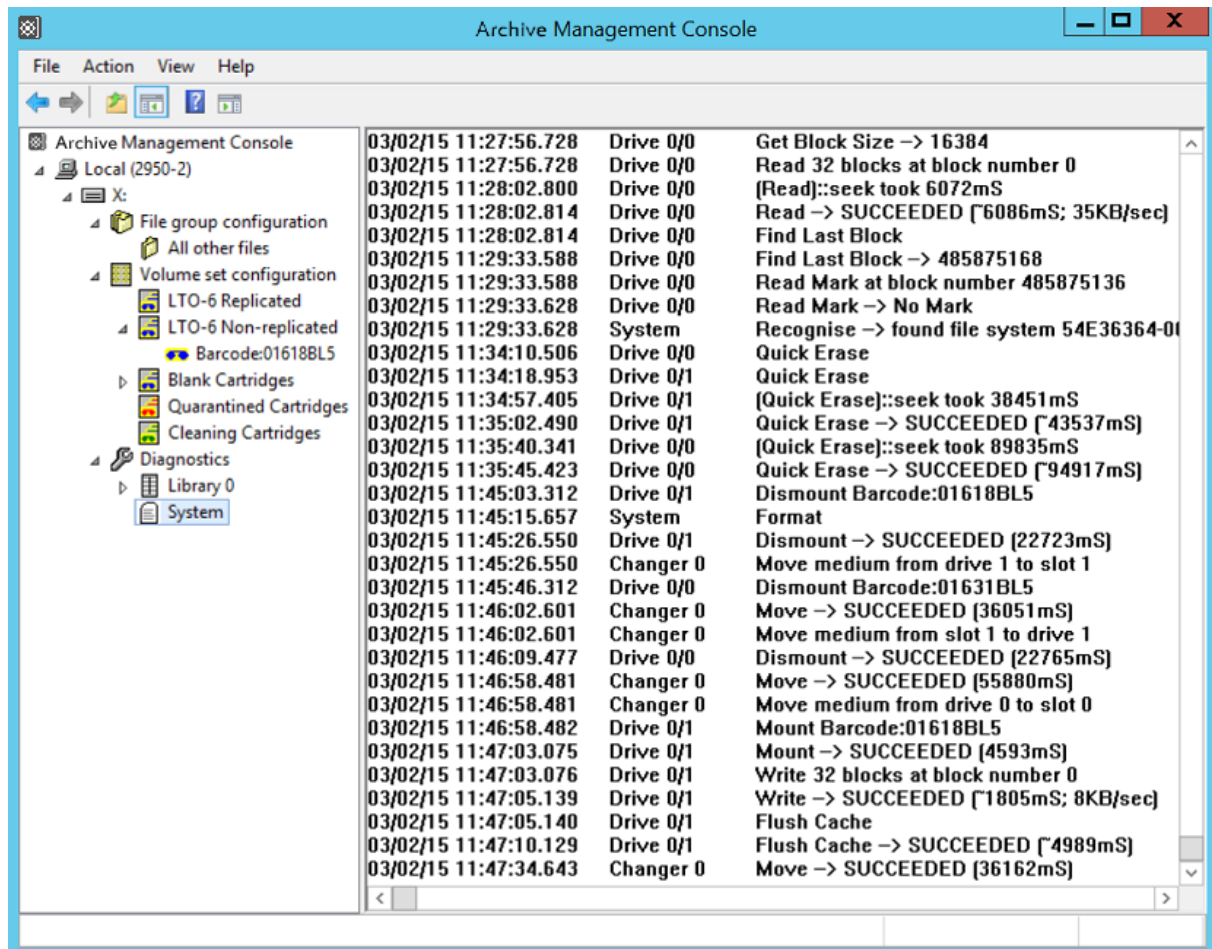 Archive Management Console
File Action View Help
Archive Management Console
Local (2950-2)
X:
File group configuration
All other files
Volume set configuration
LTO-6 Replicated
LTO-6 Non-replicated
Barcode:01618BL5
Blank Cartridges
Quarantined Cartridges
Cleaning Cartridges
Diagnostics
Library 0
System
03/02/15 11:27:56.728 Drive 0/0 Get Block Size –> 16384
03/02/15 11:27:56.728 Drive 0/0 Read 32 blocks at block number 0
03/02/15 11:28:02.800 Drive 0/0 (Read)::seek took 6072mS
03/02/15 11:28:02.814 Drive 0/0 Read –> SUCCEEDED (~6086mS; 35KB/sec)
03/02/15 11:28:02.814 Drive 0/0 Find Last Block
03/02/15 11:29:33.588 Drive 0/0 Find Last Block –> 485875168
03/02/15 11:29:33.588 Drive 0/0 Read Mark at block number 485875136
03/02/15 11:29:33.628 Drive 0/0 Read Mark –> No Mark
03/02/15 11:29:33.628 System Recognise –> found file system 54E36364-0
03/02/15 11:34:10.506 Drive 0/0 Quick Erase
03/02/15 11:34:18.953 Drive 0/1 Quick Erase
03/02/15 11:34:57.405 Drive 0/1 (Quick Erase)::seek took 38451mS
03/02/15 11:35:02.490 Drive 0/1 Quick Erase –> SUCCEEDED (~43537mS)
03/02/15 11:35:40.341 Drive 0/0 (Quick Erase)::seek took 89835mS
03/02/15 11:35:45.423 Drive 0/0 Quick Erase –> SUCCEEDED (~94917mS)
03/02/15 11:45:03.312 Drive 0/1 Dismount Barcode:01618BL5
03/02/15 11:45:15.657 System Format
03/02/15 11:45:26.550 Drive 0/1 Dismount –> SUCCEEDED (22723mS)
03/02/15 11:45:26.550 Changer 0 Move medium from drive 1 to slot 1
03/02/15 11:45:46.312 Drive 0/0 Dismount Barcode:01631BL5
03/02/15 11:46:02.601 Changer 0 Move –> SUCCEEDED (36051mS)
03/02/15 11:46:02.601 Changer 0 Move medium from slot 1 to drive 1
03/02/15 11:46:09.477 Drive 0/0 Dismount –> SUCCEEDED (22765mS)
03/02/15 11:46:58.481 Changer 0 Move –> SUCCEEDED (55880mS)
03/02/15 11:46:58.481 Changer 0 Move medium from drive 0 to slot 0
03/02/15 11:46:58.482 Drive 0/1 Mount Barcode:01618BL5
03/02/15 11:47:03.075 Drive 0/1 Mount –> SUCCEEDED (4593mS)
03/02/15 11:47:03.076 Drive 0/1 Write 32 blocks at block number 0
03/02/15 11:47:05.139 Drive 0/1 Write –> SUCCEEDED (~1805mS; 8KB/sec)
03/02/15 11:47:05.140 Drive 0/1 Flush Cache
03/02/15 11:47:10.129 Drive 0/1 Flush Cache –> SUCCEEDED (~4989mS)
03/02/15 11:47:34.643 Changer 0 Move –> SUCCEEDED (36162mS)